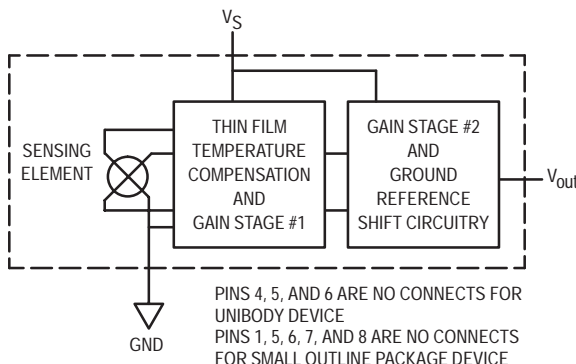 V_S
SENSING
ELEMENT
THIN FILM
TEMPERATURE
COMPENSATION
AND
GAIN STAGE #1
GAIN STAGE #2
AND
GROUND
REFERENCE
SHIFT CIRCUITRY
V_out
GND
PINS 4, 5, AND 6 ARE NO CONNECTS FOR
UNIBODY DEVICE
PINS 1, 5, 6, 7, AND 8 ARE NO CONNECTS
FOR SMALL OUTLINE PACKAGE DEVICE